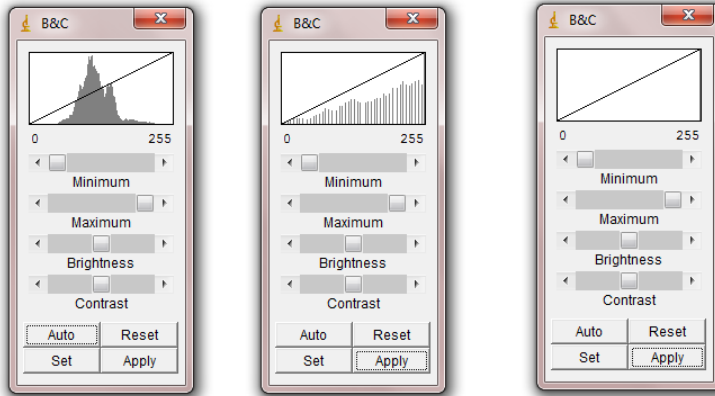 B&C
0 255
Minimum
Maximum
Brightness
Contrast
Auto Reset
Set Apply
B&C
0 255
Minimum
Maximum
Brightness
Contrast
Auto Reset
Set Apply
B&C
0 255
Minimum
Maximum
Brightness
Contrast
Auto Reset
Set Apply